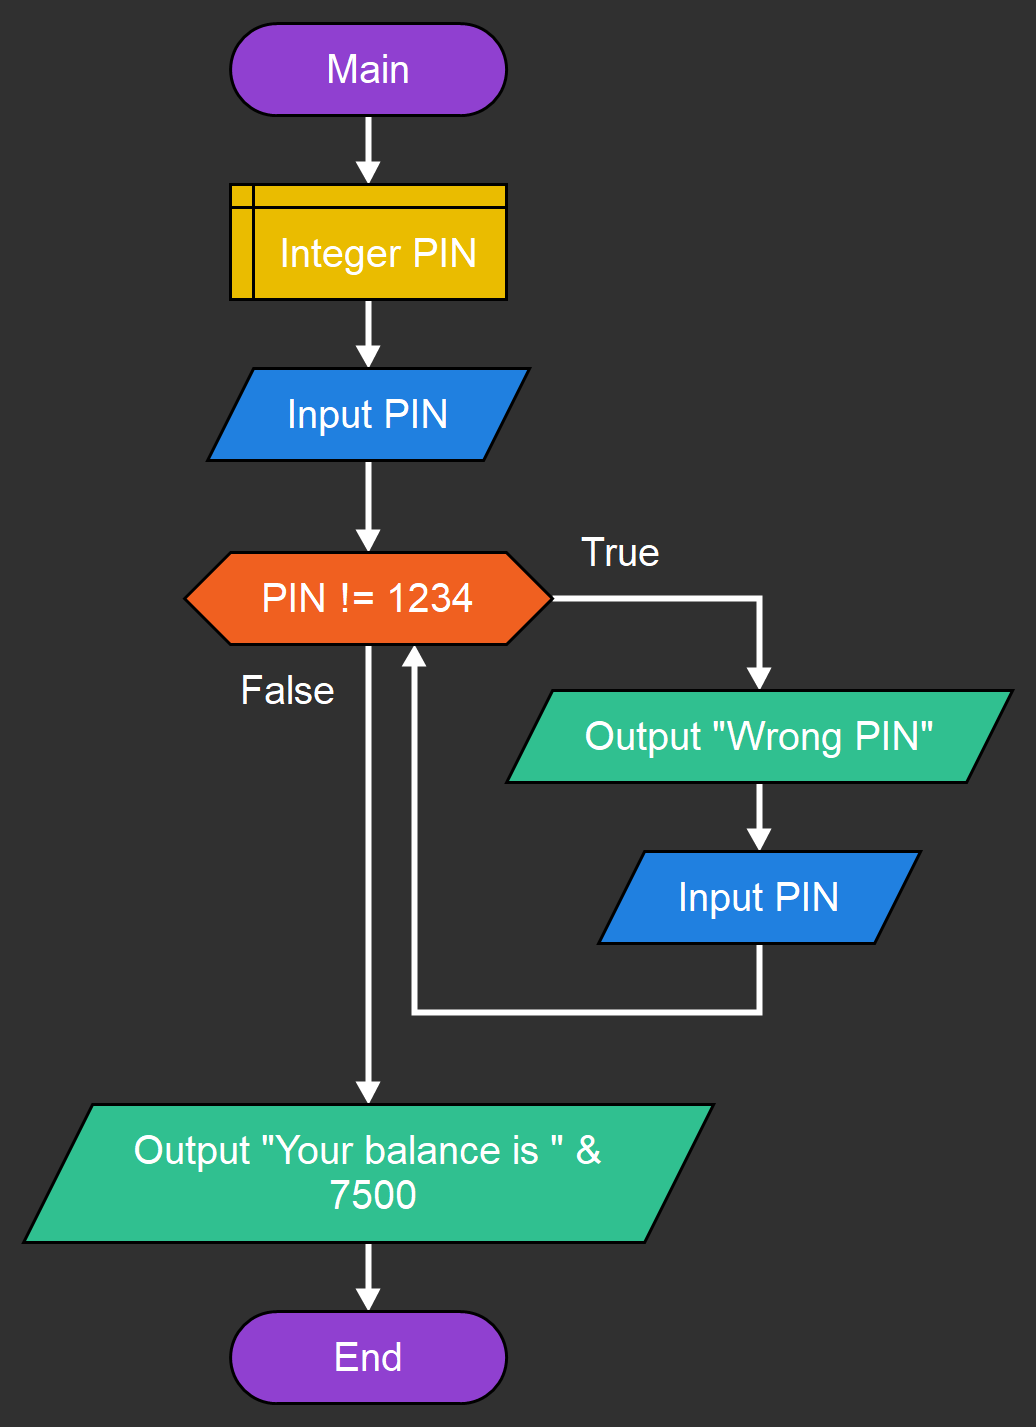 Main
Integer PIN
Input PIN
PIN != 1234
True
False
Output "Wrong PIN"
Input PIN
Output "Your balance is " &
7500
End